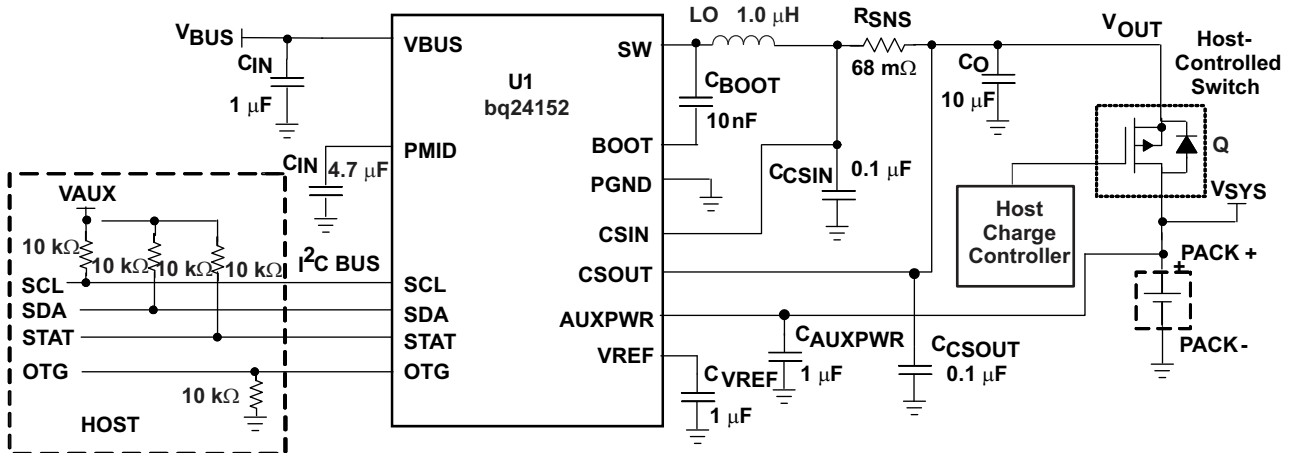 VBUS
CIN
1 μF
CIN
4.7 μF
VAUX
10 kΩ
10 kΩ
10 kΩ
10 kΩ
I2C BUS
SCL
SDA
STAT
OTG
10 kΩ
HOST
VBUS
U1
bq24152
PMID
SCL
SDA
STAT
OTG
SW
BOOT
PGND
CSIN
CSOUT
AUXPWR
VREF
LO 1.0 μH
RSNS
68 mΩ
CBOOT
10nF
CCSIN
0.1 μF
CO
10 μF
VOUT
Host-
Controlled
Switch
Q
Host
Charge
Controller
VSYS
PACK +
+
PACK -
CVREF
1 μF
CAUXPWR
1 μF
CCSOUT
0.1 μF